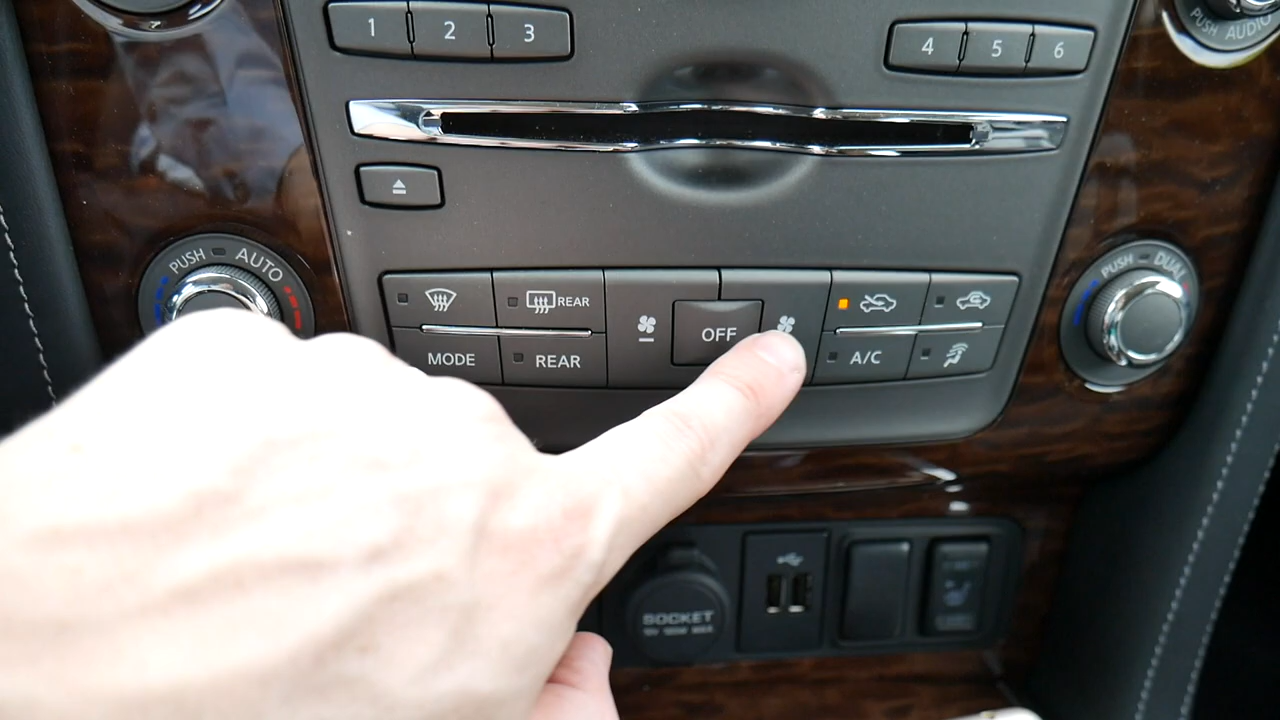 1 2 3
4 5 6
PUSH AUDIO
PUSH AUTO
REAR
OFF
MODE
REAR
A/C
PUSH DUAL
SOCKET